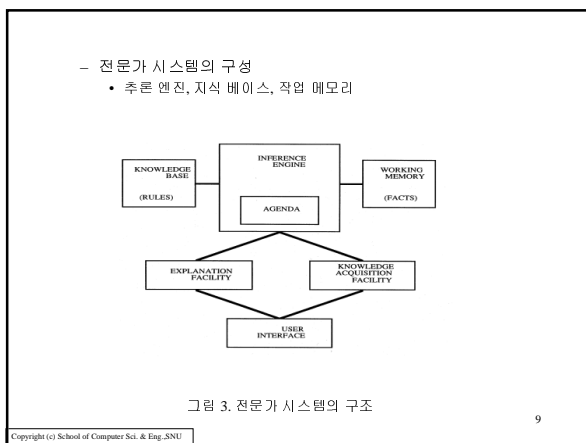 – 전문가 시스템의 구성
• 추론 엔진, 지식 베이스, 작업 메모리
KNOWLEDGE
BASE
(RULES)
INFERENCE
ENGINE
AGENDA
WORKING
MEMORY
(FACTS)
EXPLANATION
FACILITY
KNOWLEDGE
ACQUISITION
FACILITY
USER
INTERFACE
그림 3. 전문가 시스템의 구조
9
Copyright (c) School of Computer Sci. & Eng.,SNU